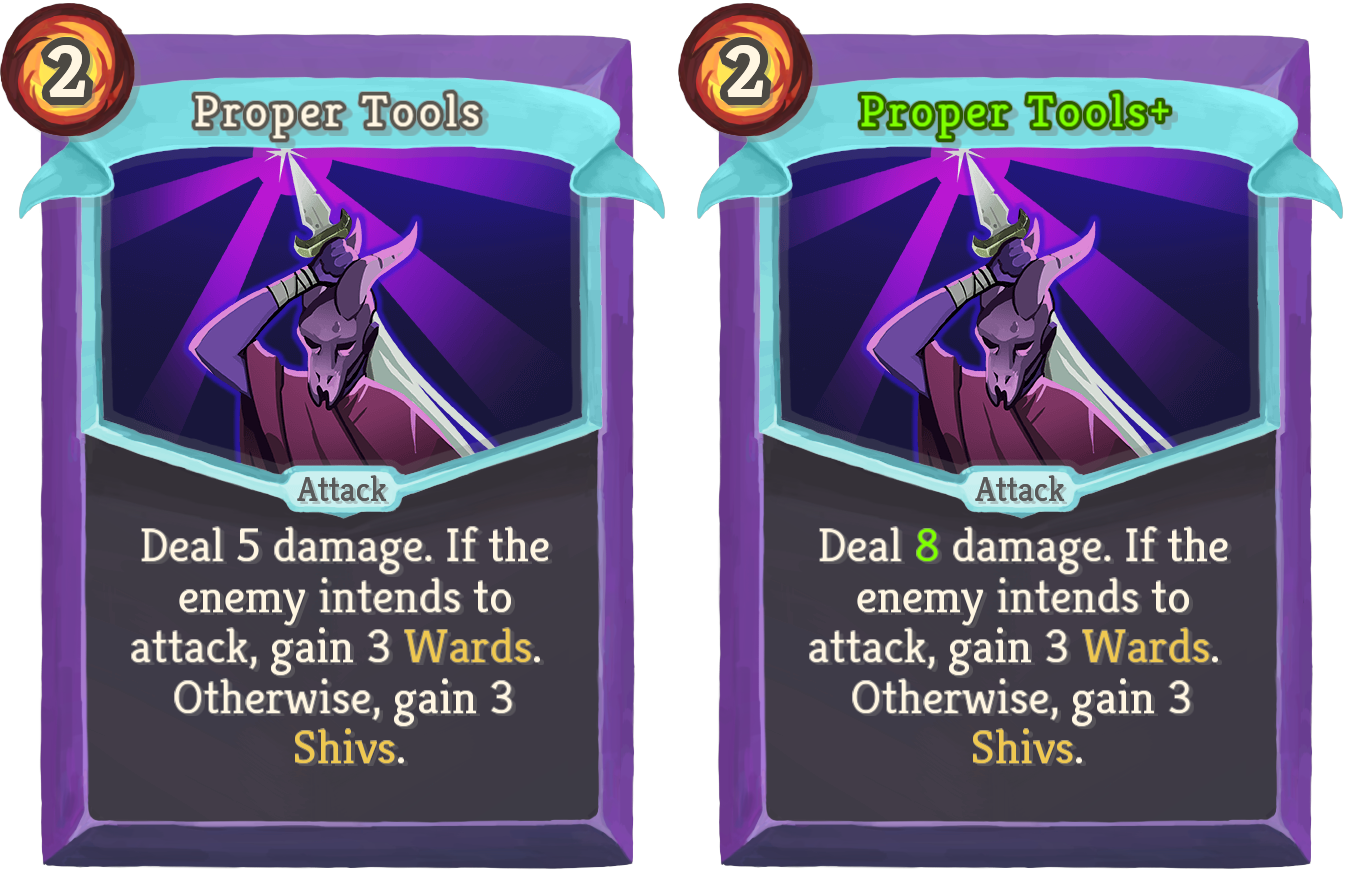 2
Proper Tools
Attack
Deal 5 damage. If the
enemy intends to
attack, gain 3 Wards.
Otherwise, gain 3
Shivs.
2
Proper Tools+
Attack
Deal 8 damage. If the
enemy intends to
attack, gain 3 Wards.
Otherwise, gain 3
Shivs.